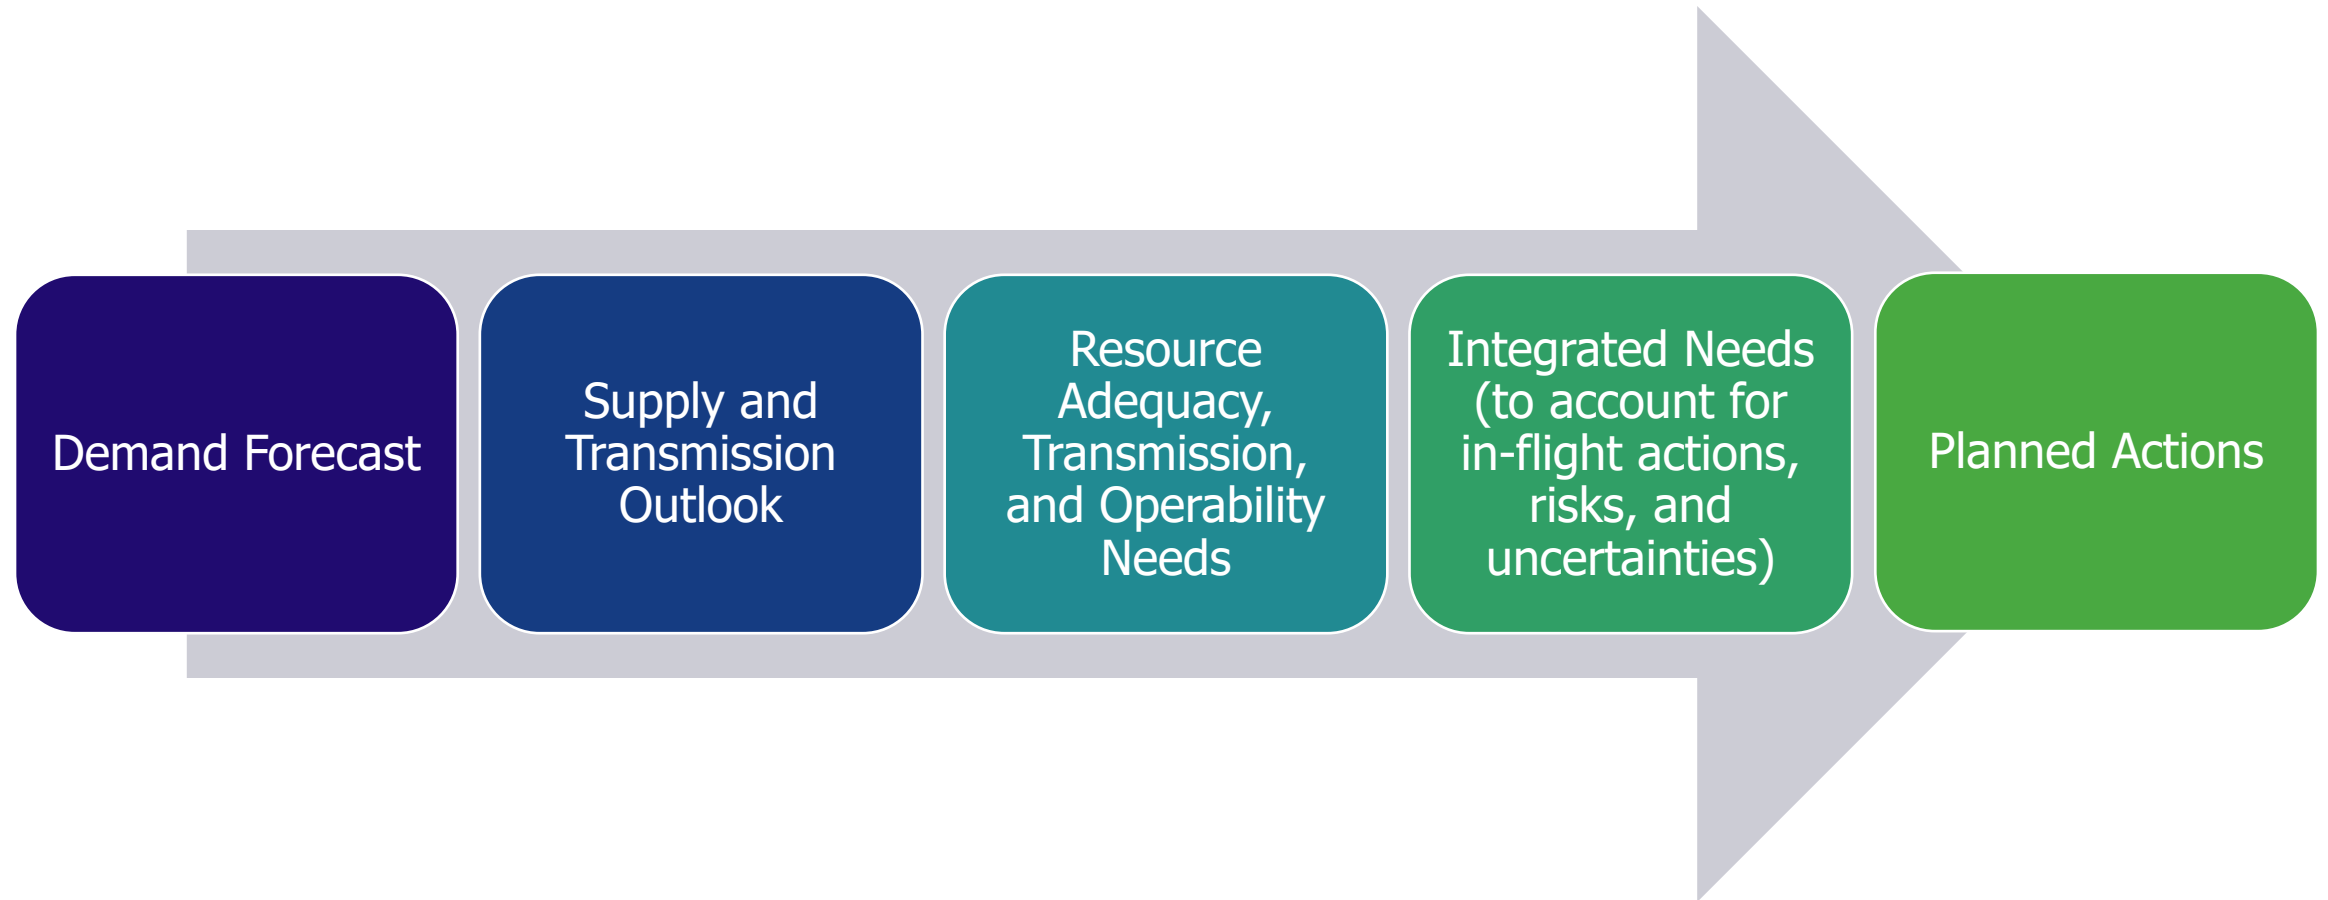 Demand Forecast
Supply and
Transmission
Outlook
Resource
Adequacy,
Transmission,
and Operability
Needs
Integrated Needs
(to account for
in-flight actions,
risks, and
uncertainties)
Planned Actions